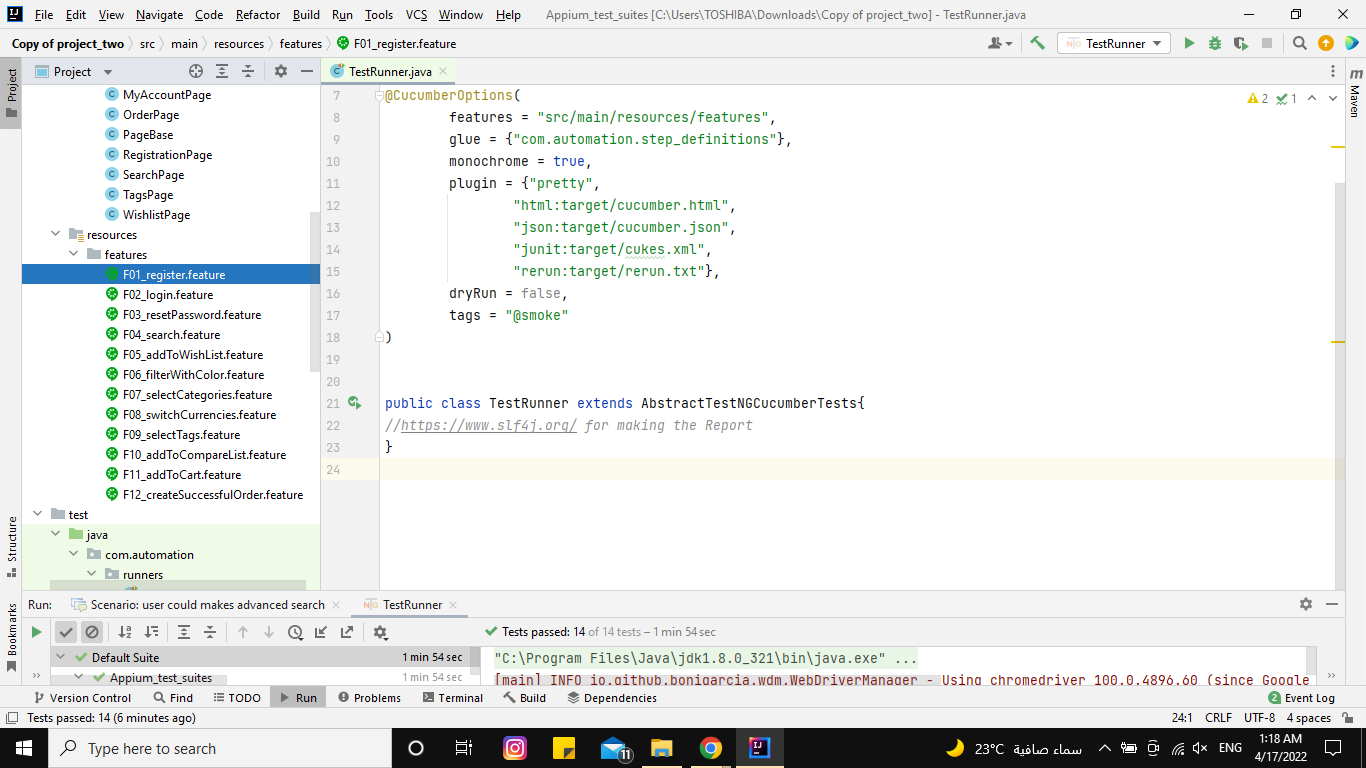 File Edit View Navigate Code Refactor Build Run Tools VCS Window Help Appium_test_suites [C:\Users\TOSHIBA\Downloads\Copy of project_two] - TestRunner.java
Copy of project_two src main resources features F01_register.feature TestRunner
Project TestRunner.java
Project
Maven
MyAccountPage
OrderPage
PageBase
RegistrationPage
SearchPage
TagsPage
WishlistPage
resources
features
F01_register.feature
F02_login.feature
F03_resetPassword.feature
F04_search.feature
F05_addToWishList.feature
F06_filterWithColor.feature
F07_selectCategories.feature
F08_switchCurrencies.feature
F09_selectTags.feature
F10_addToCompareList.feature
F11_addToCart.feature
F12_createSuccessfulOrder.feature
test
java
com.automation
runners
Structure
Bookmarks
2 1
7 @CucumberOptions(
8 features = "src/main/resources/features",
9 glue = {"com.automation.step_definitions"},
10 monochrome = true,
11 plugin = {"pretty",
12 "html:target/cucumber.html",
13 "json:target/cucumber.json",
14 "junit:target/cukes.xml",
15 "rerun:target/rerun.txt"},
16 dryRun = false,
17 tags = "@smoke"
18 )
19
20
21 public class TestRunner extends AbstractTestNGCucumberTests{
22 //https://www.slf4j.org/ for making the Report
23 }
24
Run: Scenario: user could makes advanced search TestRunner
Tests passed: 14 of 14 tests – 1 min 54 sec
Default Suite 1 min 54 sec
Appium_test_suites 1 min 54 sec
"C:\Program Files\Java\jdk1.8.0_321\bin\java.exe" ...
[main] INFO io.github.bonigarcia.wdm.WebDriverManager - Using chromedriver 100.0.4896.60 (since Google
Version Control Find TODO Run Problems Terminal Build Dependencies 2 Event Log
Tests passed: 14 (6 minutes ago) 24:1 CRLF UTF-8 4 spaces
Type here to search 11 23°C سماء صافية ENG 1:18 AM
4/17/2022